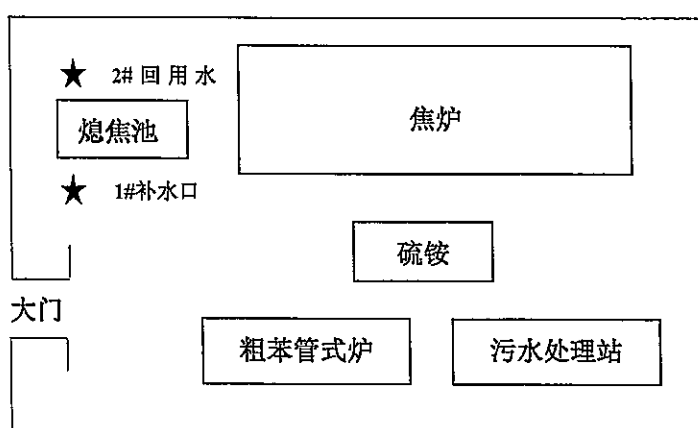 2#回用水
熄焦池
焦炉
1#补水口
硫铵
大门
粗苯管式炉
污水处理站